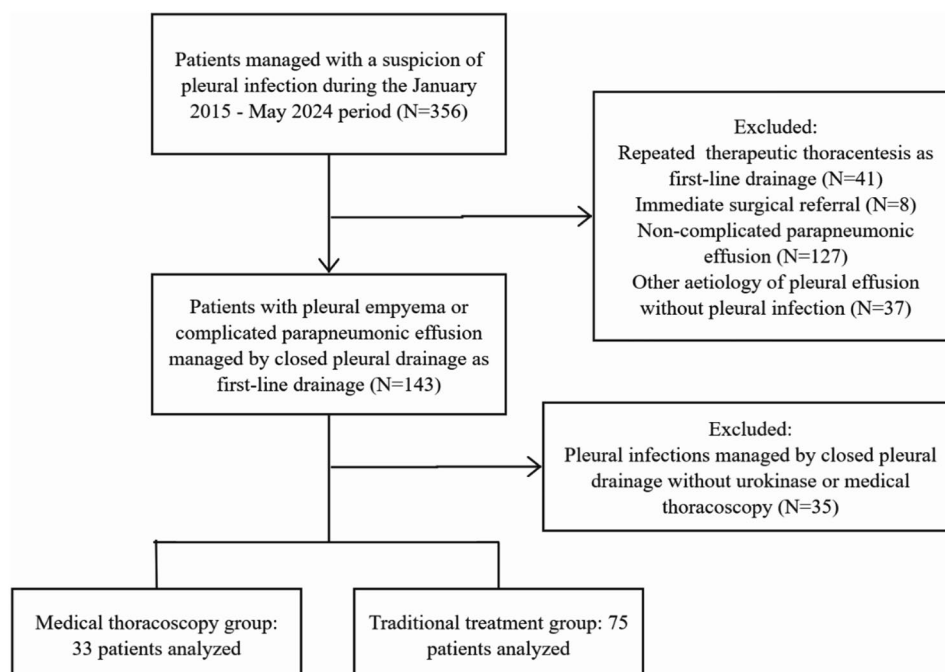 Patients managed with a suspicion of
pleural infection during the January
2015 - May 2024 period (N=356)
Excluded:
Repeated therapeutic thoracentesis as
first-line drainage (N=41)
Immediate surgical referral (N=8)
Non-complicated parapneumonic
effusion (N=127)
Other aetiology of pleural effusion
without pleural infection (N=37)
Patients with pleural empyema or
complicated parapneumonic effusion
managed by closed pleural drainage as
first-line drainage (N=143)
Excluded:
Pleural infections managed by closed pleural
drainage without urokinase or medical
thoracoscopy (N=35)
Medical thoracoscopy group:
33 patients analyzed
Traditional treatment group: 75
patients analyzed